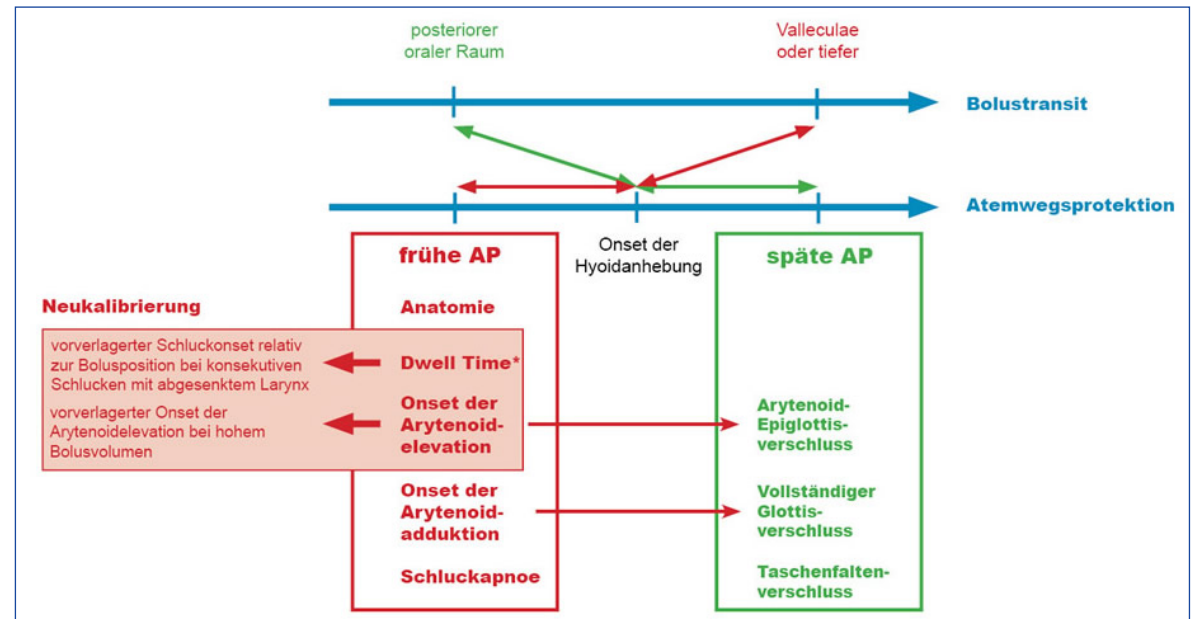 posteriorer
oraler Raum
Valleculae
oder tiefer
Bolustransit
Atemwegsprotektion
Onset der
Hyoidanhebung
frühe AP
späte AP
Neukalibrierung
Anatomie
vorverlagerter Schluckonset relativ
zur Bolusposition bei konsekutiven
Schlucken mit abgesenktem Larynx
Dwell Time*
vorverlagerter Onset der
Arytenoidelevation bei hohem
Bolusvolumen
Onset der
Arytenoid-
elevation
Arytenoid-
Epiglottis-
verschluss
Onset der
Arytenoid-
adduktion
Vollständiger
Glottis-
verschluss
Schluckapnoe
Taschenfalten-
verschluss